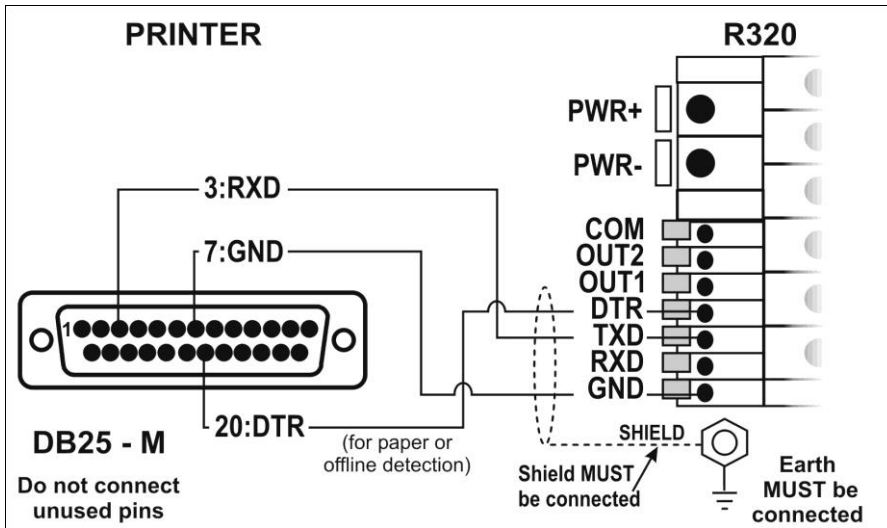 PRINTER
R320
PWR+
PWR-
3:RXD
7:GND
COM
OUT2
OUT1
DTR
TXD
RXD
GND
1
20:DTR
(for paper or
offline detection)
DB25 - M
Do not connect
unused pins
SHIELD
Shield MUST
be connected
Earth
MUST be
connected